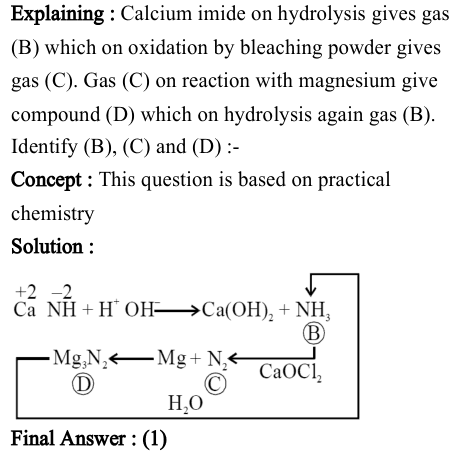 Explaining : Calcium imide on hydrolysis gives gas
(B) which on oxidation by bleaching powder gives
gas (C). Gas (C) on reaction with magnesium give
compound (D) which on hydrolysis again gas (B).
Identify (B), (C) and (D) :-
Concept : This question is based on practical
chemistry
Solution :
+2 –2
Ca NH + H⁺ OH⁻ ⟶ Ca(OH)₂ + NH₃
Ⓑ
Mg₃N₂ ⟵ Mg + N₂ ⟵ CaOCl₂
Ⓓ Ⓒ
H₂O
Final Answer : (1)